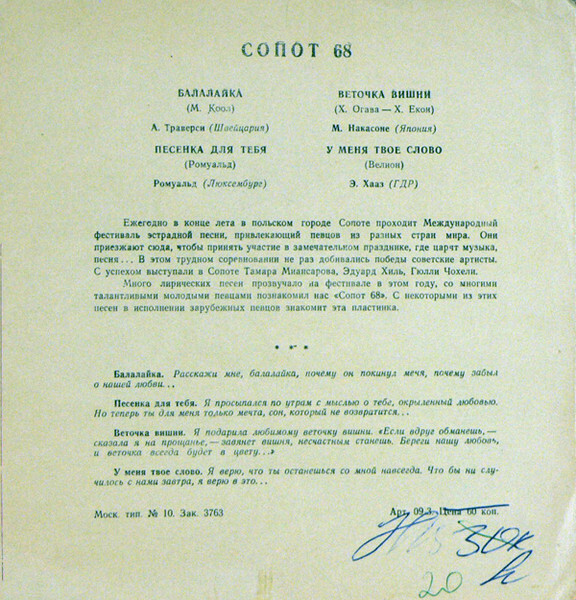 СОПОТ 68
БАЛАЛАЙКА
(М. Коол)
А. Траверси (Швейцария)
ПЕСЕНКА ДЛЯ ТЕБЯ
(Ромуальд)
Ромуальд (Люксембург)
ВЕТОЧКА ВИШНИ
(Х. Огава — Х. Екои)
М. Накасоне (Япония)
У МЕНЯ ТВОЕ СЛОВО
(Велион)
Э. Хааз (ГДР)
Ежегодно в конце лета в польском городе Сопоте проходит Международный
фестиваль эстрадной песни, привлекающий певцов из разных стран мира. Они
приезжают сюда, чтобы принять участие в замечательном празднике, где царят музыка,
песня... В этом трудном соревновании не раз добивались победы советские артисты.
С успехом выступали в Сопоте Тамара Миансарова, Эдуард Хиль, Гюлли Чохели.
Много лирических песен прозвучало на фестивале в этом году, со многими
талантливыми молодыми певцами познакомил нас «Сопот 68». С некоторыми из этих
песен в исполнении зарубежных певцов знакомит эта пластинка.
* * *
Балалайка. Расскажи мне, балалайка, почему он покинул меня, почему забыл
о нашей любви...
Песенка для тебя. Я просыпался по утрам с мыслью о тебе, окрыленный любовью.
Но теперь ты для меня только мечта, сон, который не возвратится...
Веточка вишни. Я подарила любимому веточку вишни. «Если вдруг обманешь, —
сказала я на прощанье, — завянет вишня, несчастным станешь. Береги нашу любовь,
и веточка всегда будет в цвету...»
У меня твое слово. Я верю, что ты останешься со мной навсегда. Что бы ни слу-
чилось с нами завтра, я верю в это...
Моск. тип. № 10. Зак. 3763
Арт. 09-3. Цена 60 коп.
30к
20